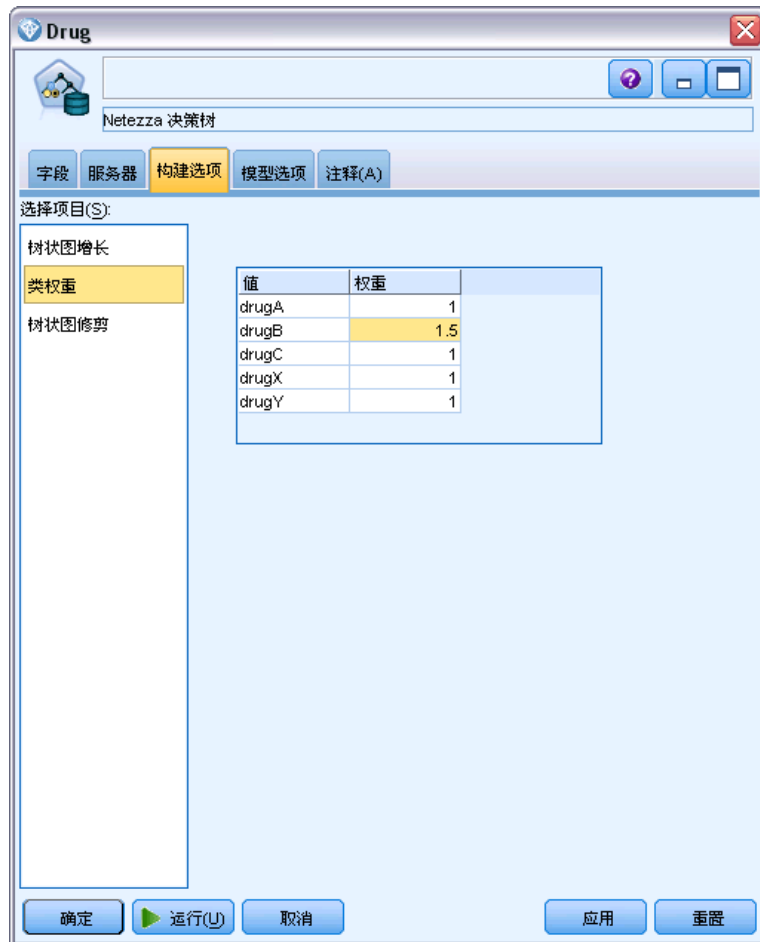 Drug
Netezza 决策树
字段 服务器 构建选项 模型选项 注释(A)
选择项目(S):
树状图增长
类权重
树状图修剪
值 权重
drugA 1
drugB 1.5
drugC 1
drugX 1
drugY 1
确定 运行(U) 取消 应用 重置